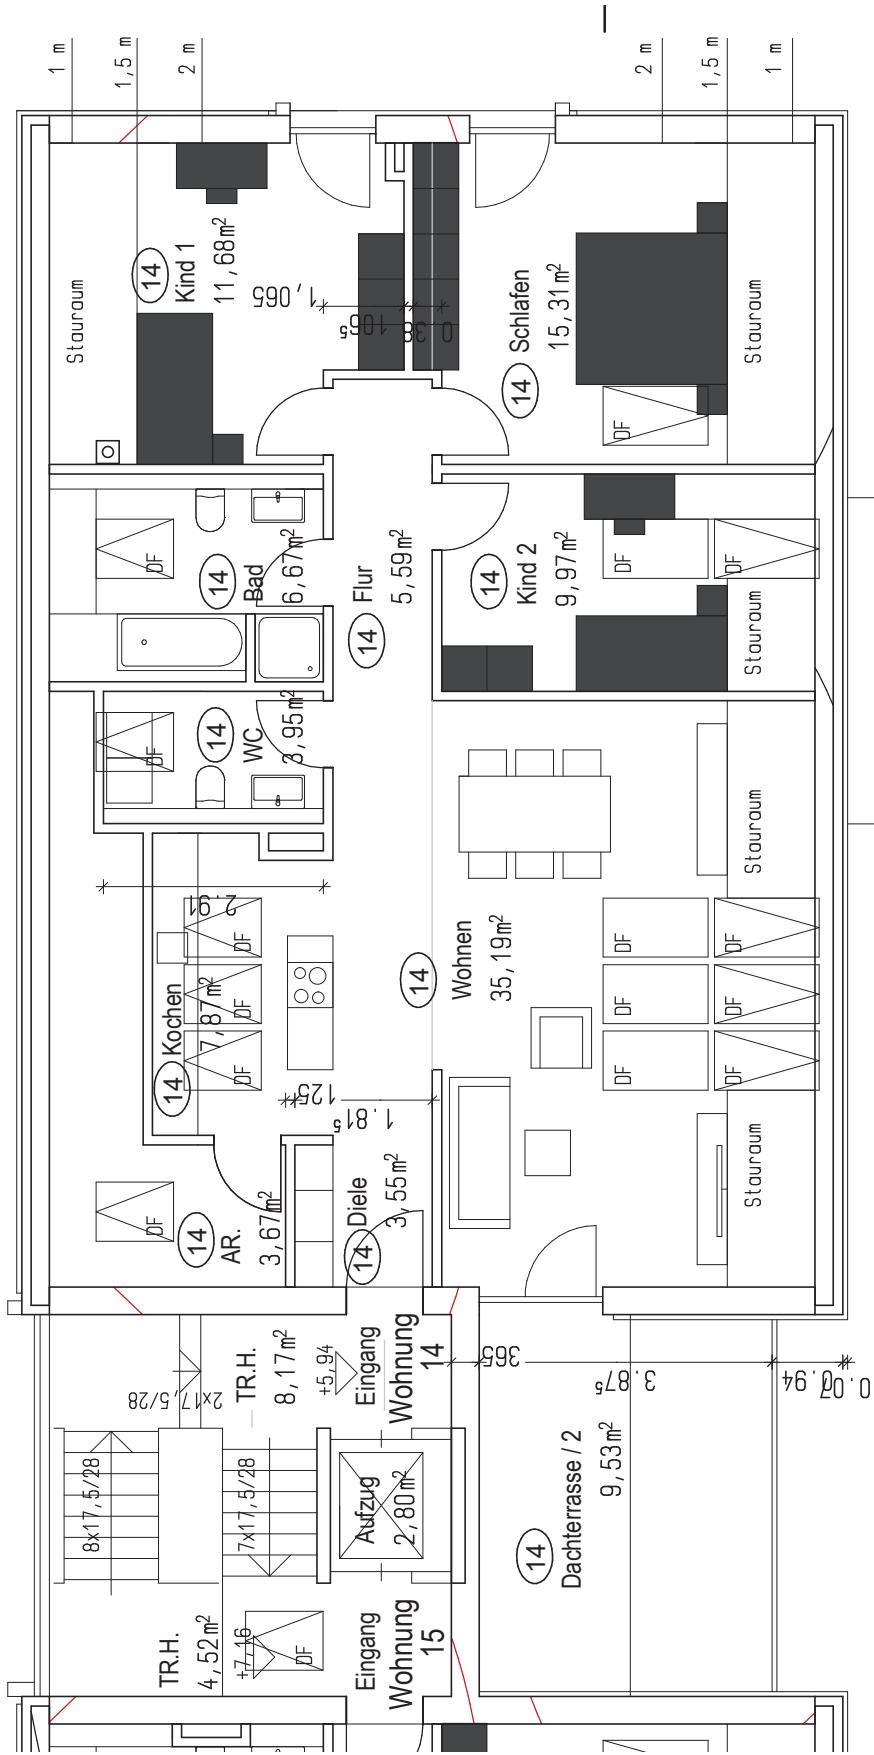 1 m
1,5 m
2 m
2 m
1,5 m
1 m
Stauraum
14
Kind 1
11,68m²
1,065
106⁵
0.38
14
Schlafen
15,31m²
Stauraum
DF
DF
14
Bad
6,67m²
14
Flur
5,59m²
14
Kind 2
9,97m²
DF
DF
Stauraum
DF
14
WC
3,95m²
Stauraum
2.91
DF
DF
DF
14
Kochen
7,87m²
14
Wohnen
35,19m²
DF
DF
DF
DF
DF
DF
125
1.81⁵
DF
14
AR.
3,67m²
14
Diele
3,55m²
Stauraum
2x17,5/28
TR.H.
8,17m²
+5,94
Eingang
Wohnung
14
365
3.87⁵
0.94
0.07
8x17,5/28
7x17,5/28
Aufzug
2,80m²
14
Dachterrasse / 2
9,53m²
TR.H.
4,52m²
+7,16
DF
Eingang
Wohnung
15